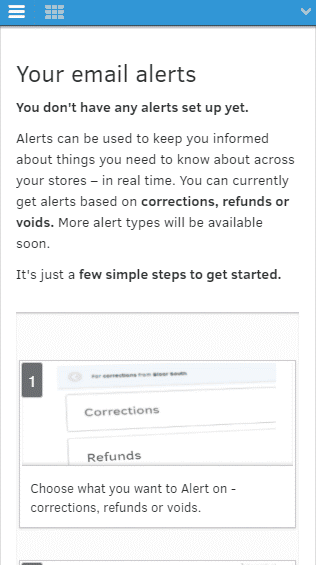 Your email alerts
You don't have any alerts set up yet.
Alerts can be used to keep you informed
about things you need to know about across
your stores – in real time. You can currently
get alerts based on corrections, refunds or
voids. More alert types will be available
soon.
It's just a few simple steps to get started.
1
For corrections from Silver South
Corrections
Refunds
Choose what you want to Alert on -
corrections, refunds or voids.